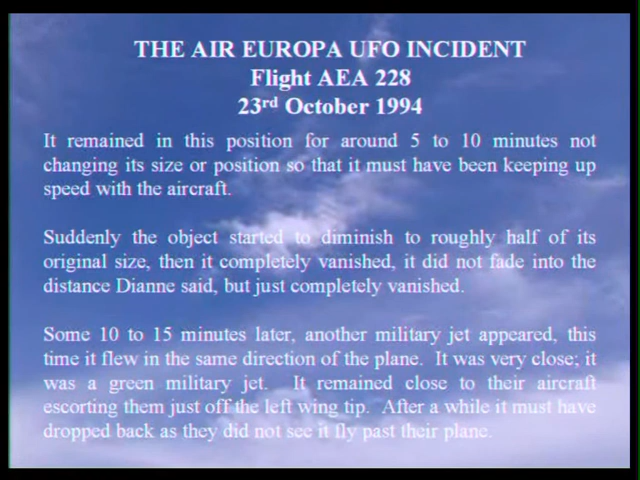 THE AIR EUROPA UFO INCIDENT
Flight AEA 228
23rd October 1994
It remained in this position for around 5 to 10 minutes not
changing its size or position so that it must have been keeping up
speed with the aircraft.
Suddenly the object started to diminish to roughly half of its
original size, then it completely vanished, it did not fade into the
distance Dianne said, but just completely vanished.
Some 10 to 15 minutes later, another military jet appeared, this
time it flew in the same direction of the plane. It was very close; it
was a green military jet. It remained close to their aircraft
escorting them just off the left wing tip. After a while it must have
dropped back as they did not see it fly past their plane.